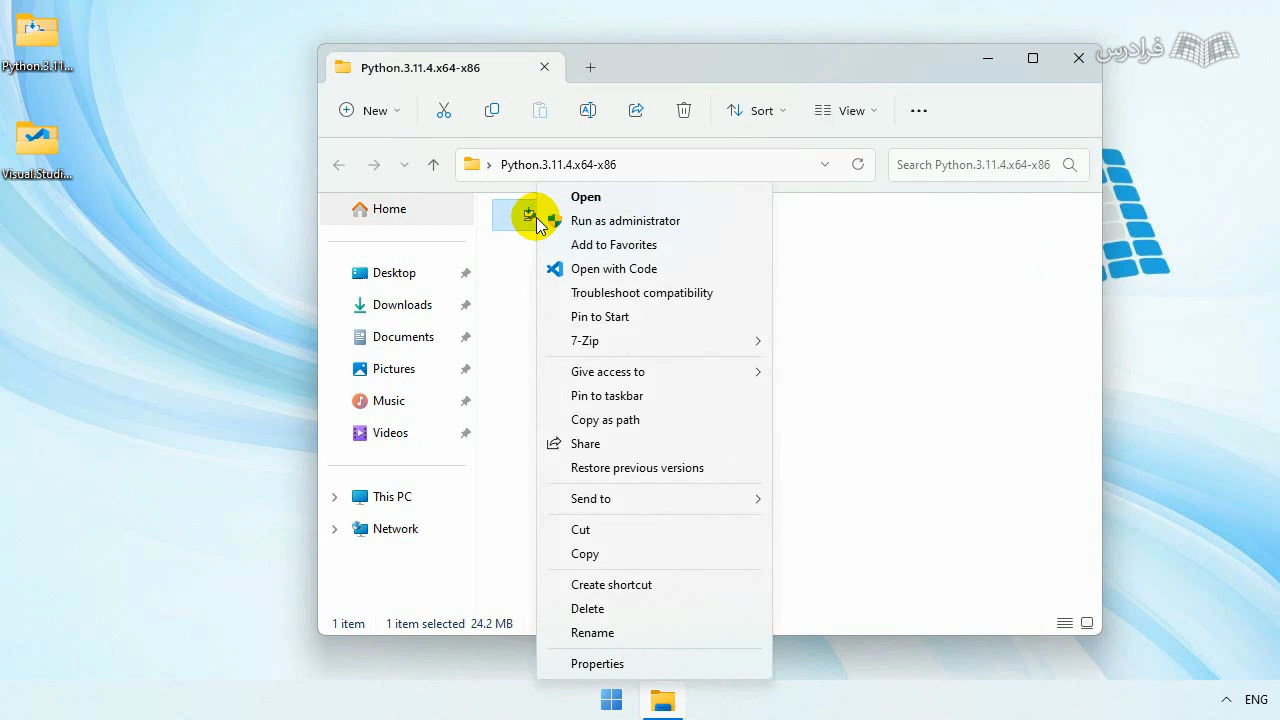 Python.3.11....
Visual.Studi...
Python.3.11.4.x64-x86
فرادرس
New
Sort
View
Python.3.11.4.x64-x86
Search Python.3.11.4.x64-x86
Home
Desktop
Downloads
Documents
Pictures
Music
Videos
This PC
Network
Open
Run as administrator
Add to Favorites
Open with Code
Troubleshoot compatibility
Pin to Start
7-Zip
Give access to
Pin to taskbar
Copy as path
Share
Restore previous versions
Send to
Cut
Copy
Create shortcut
Delete
Rename
Properties
1 item
1 item selected 24.2 MB
ENG